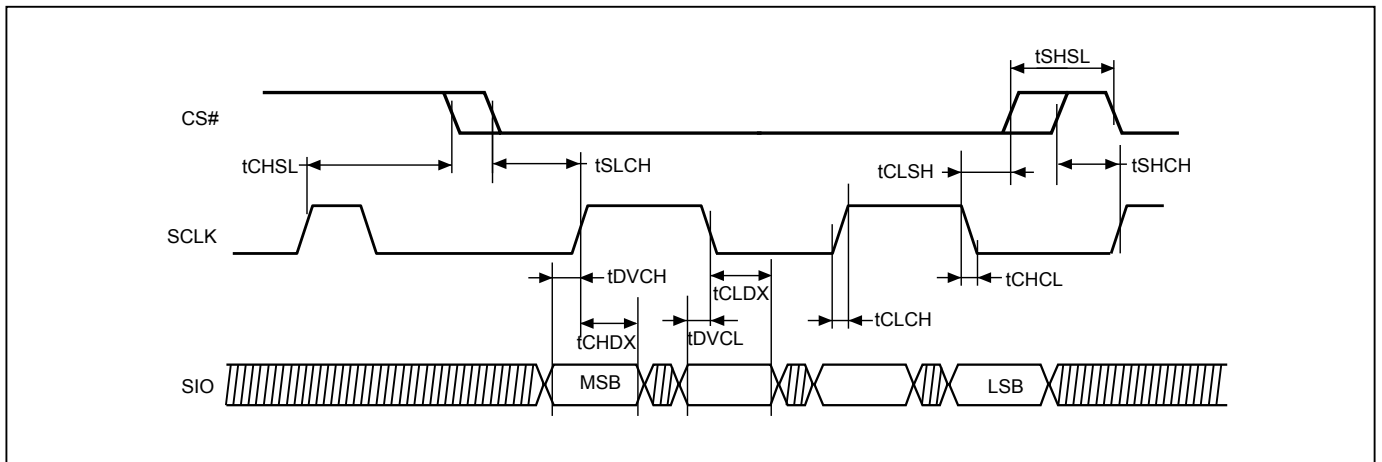 tSHSL
CS#
tCHSL
tSLCH
tCLSH
tSHCH
SCLK
tDVCH
tCLDX
tCHCL
tCHDX
tDVCL
tCLCH
SIO
MSB
LSB